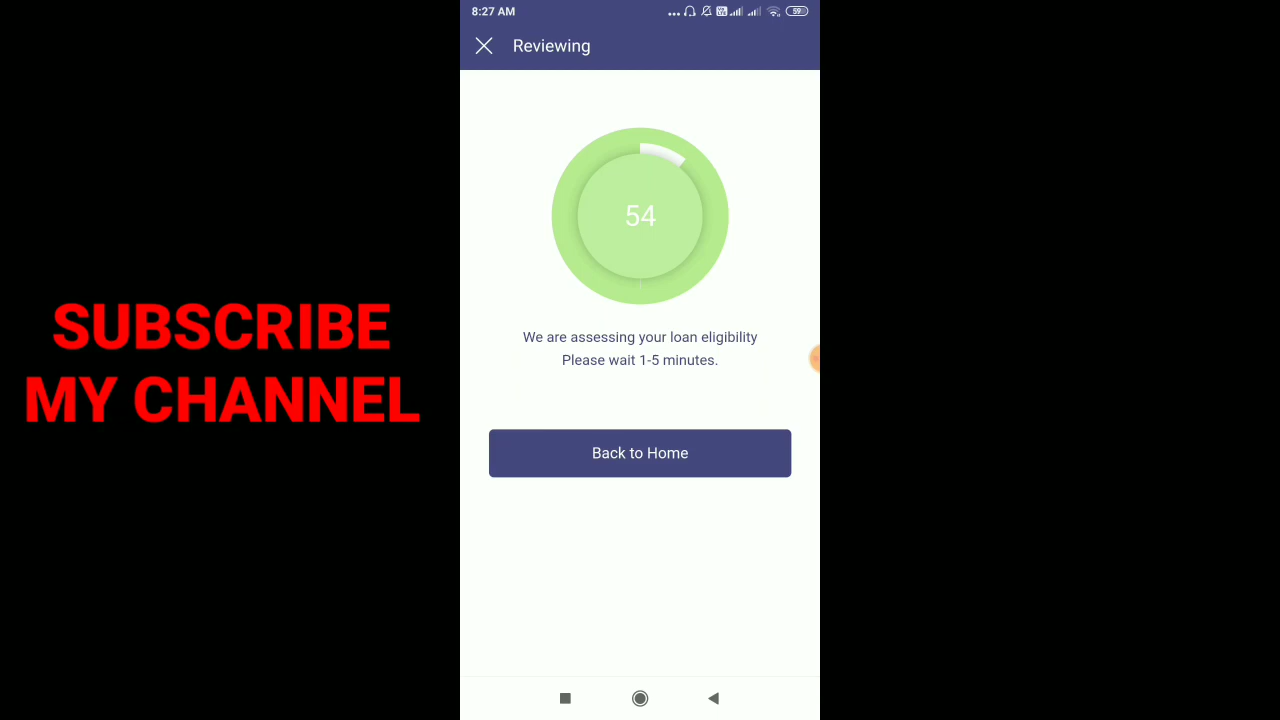 8:27 AM
59
Reviewing
54
We are assessing your loan eligibility
Please wait 1-5 minutes.
Back to Home
SUBSCRIBE
MY CHANNEL